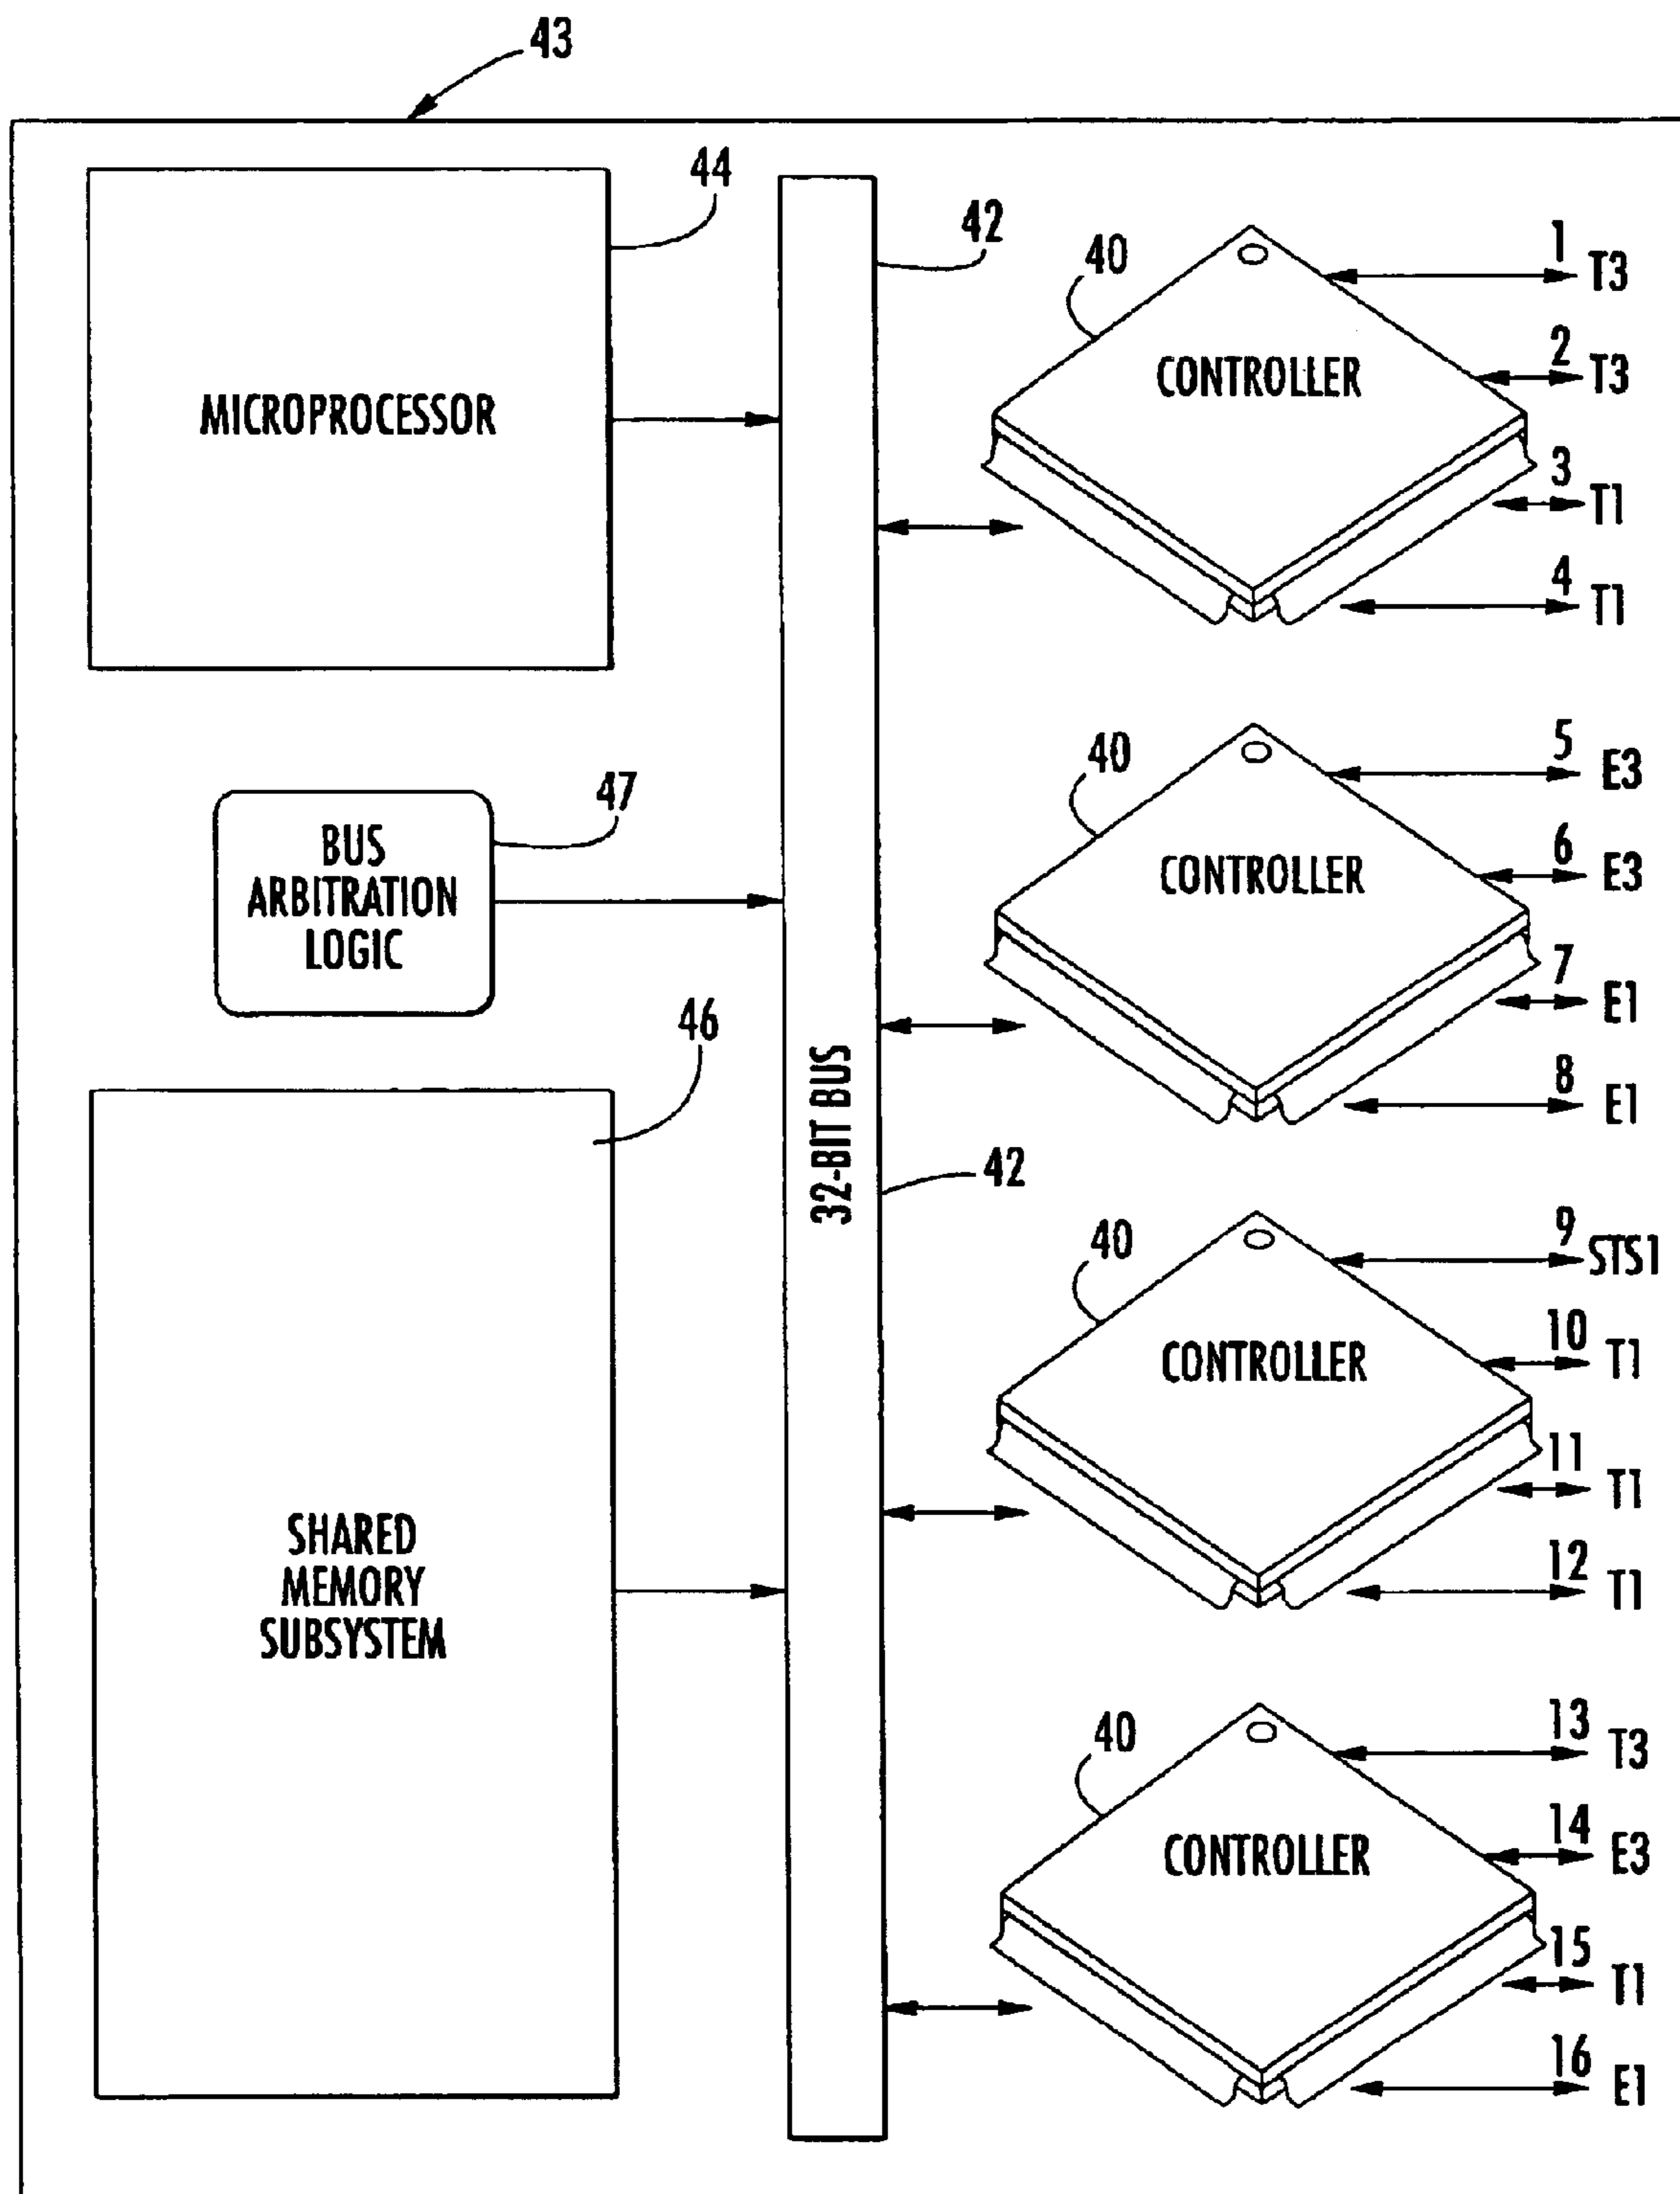 43
44
MICROPROCESSOR
42
40
CONTROLLER
1
T3
2
T3
3
T1
4
T1
47
BUS
ARBITRATION
LOGIC
40
CONTROLLER
5
E3
6
E3
7
E1
8
E1
46
SHARED
MEMORY
SUBSYSTEM
32-BIT BUS
42
40
CONTROLLER
9
STS1
10
T1
11
T1
12
T1
40
CONTROLLER
13
T3
14
E3
15
T1
16
E1